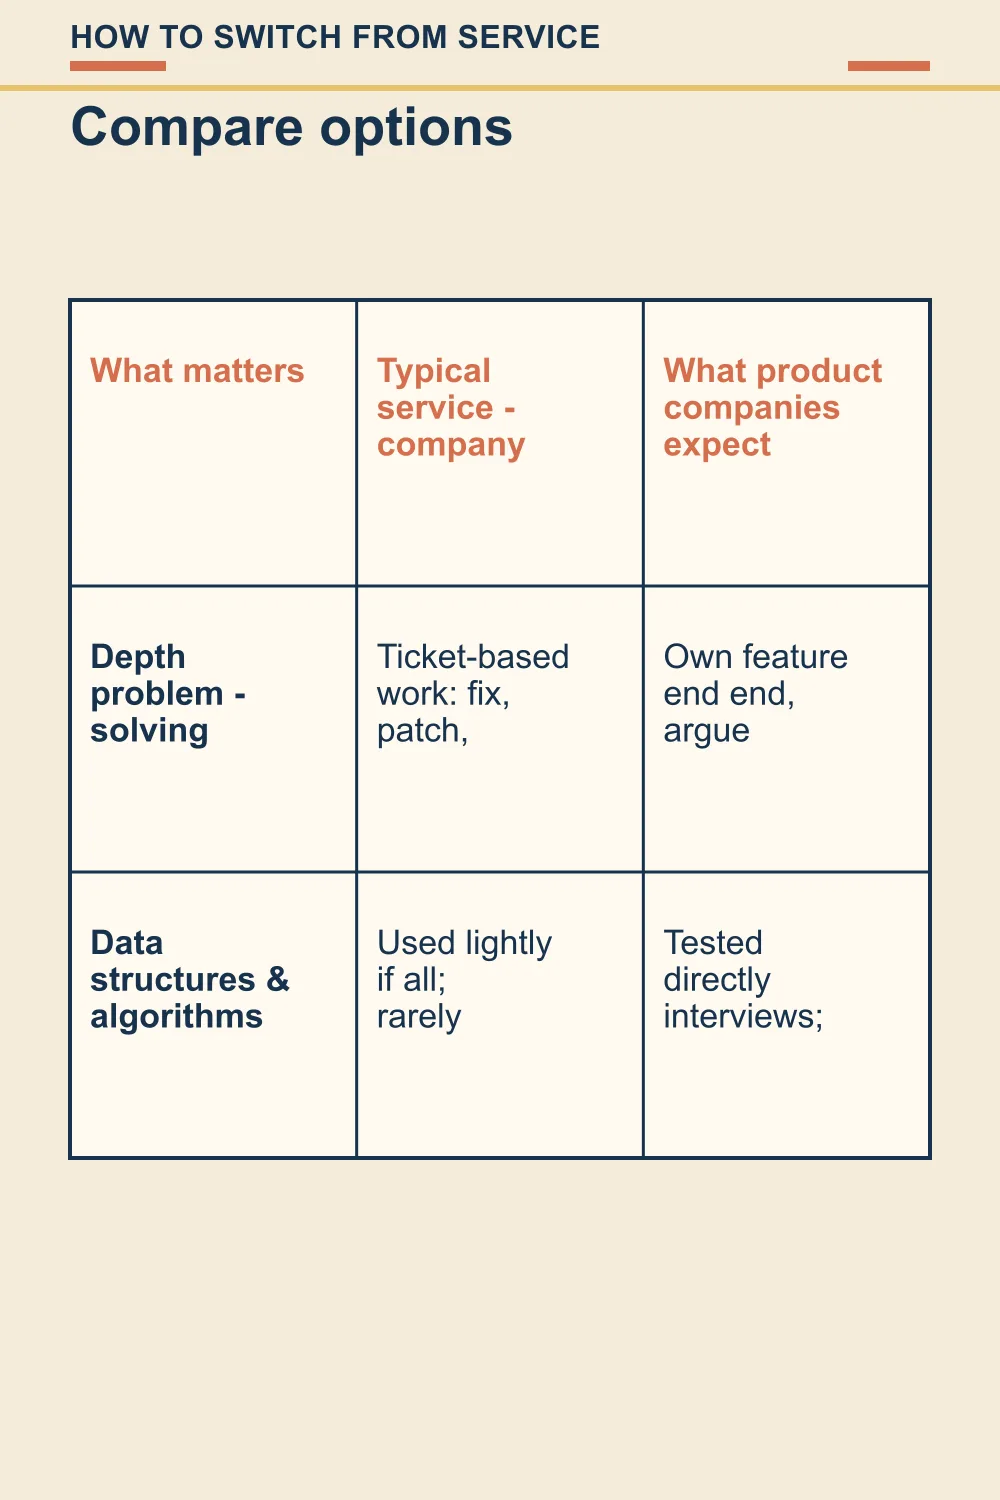 HOW TO SWITCH FROM SERVICE
Compare options
What matters
Typical
service -
company
What product
companies
expect
Depth
problem -
solving
Ticket-based
work: fix,
patch,
Own feature
end end,
argue
Data
structures &
algorithms
Used lightly
if all;
rarely
Tested
directly
interviews;